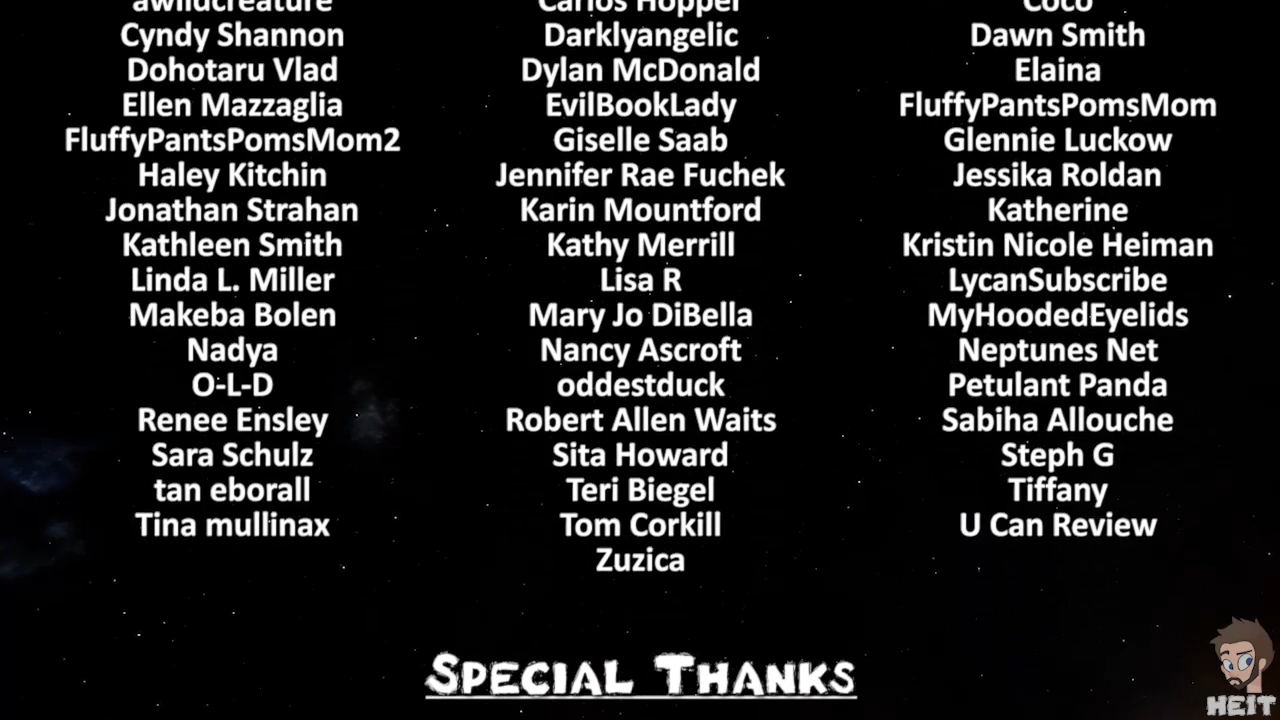 awildcreature Carlos Hopper Coco
Cyndy Shannon Darklyangelic Dawn Smith
Dohotaru Vlad Dylan McDonald Elaina
Ellen Mazzaglia EvilBookLady FluffyPantsPomsMom
FluffyPantsPomsMom2 Giselle Saab Glennie Luckow
Haley Kitchin Jennifer Rae Fuchek Jessika Roldan
Jonathan Strahan Karin Mountford Katherine
Kathleen Smith Kathy Merrill Kristin Nicole Heiman
Linda L. Miller Lisa R LycanSubscribe
Makeba Bolen Mary Jo DiBella MyHoodedEyelids
Nadya Nancy Ascroft Neptunes Net
O-L-D oddestduck Petulant Panda
Renee Ensley Robert Allen Waits Sabiha Allouche
Sara Schulz Sita Howard Steph G
tan eborall Teri Biegel Tiffany
Tina mullinax Tom Corkill U Can Review
Zuzica
SPECIAL THANKS
HEIT